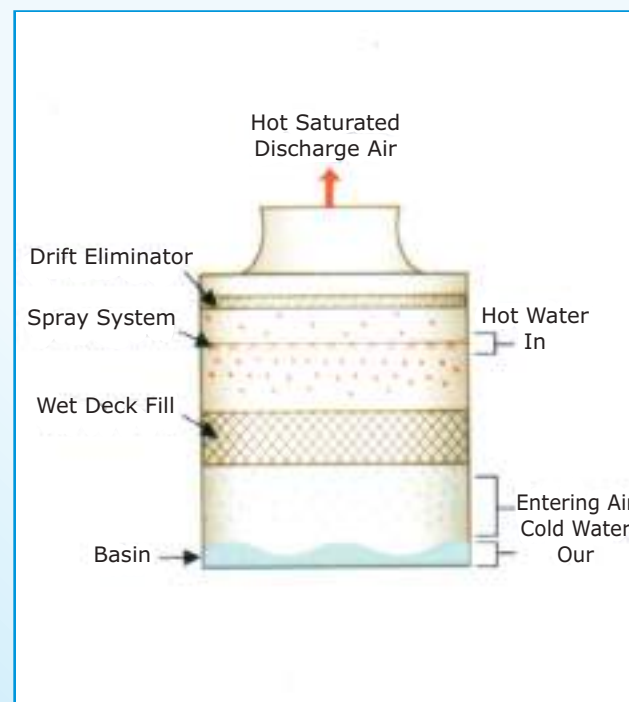 Hot Saturated
Discharge Air
Drift Eliminator
Spray System
Hot Water
In
Wet Deck Fill
Entering Air
Cold Water
Our
Basin